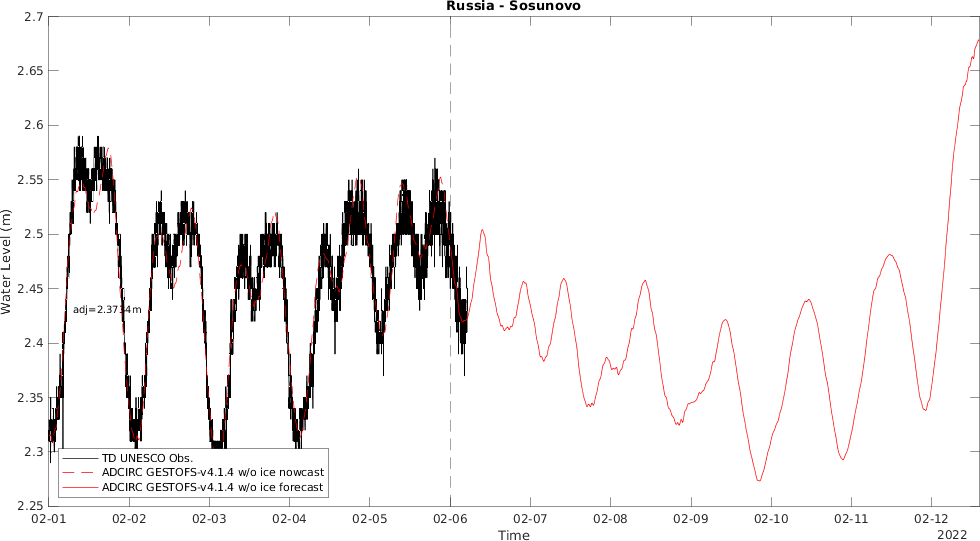 Russia - Sosunovo
2.7
2.65
2.6
2.55
2.5
2.45
2.4
2.35
2.3
2.25
Water Level (m)
adj=2.3714m
TD UNESCO Obs.
ADCIRC GESTOFS-v4.1.4 w/o ice nowcast
ADCIRC GESTOFS-v4.1.4 w/o ice forecast
02-01 02-02 02-03 02-04 02-05 02-06 02-07 02-08 02-09 02-10 02-11 02-12
Time
2022